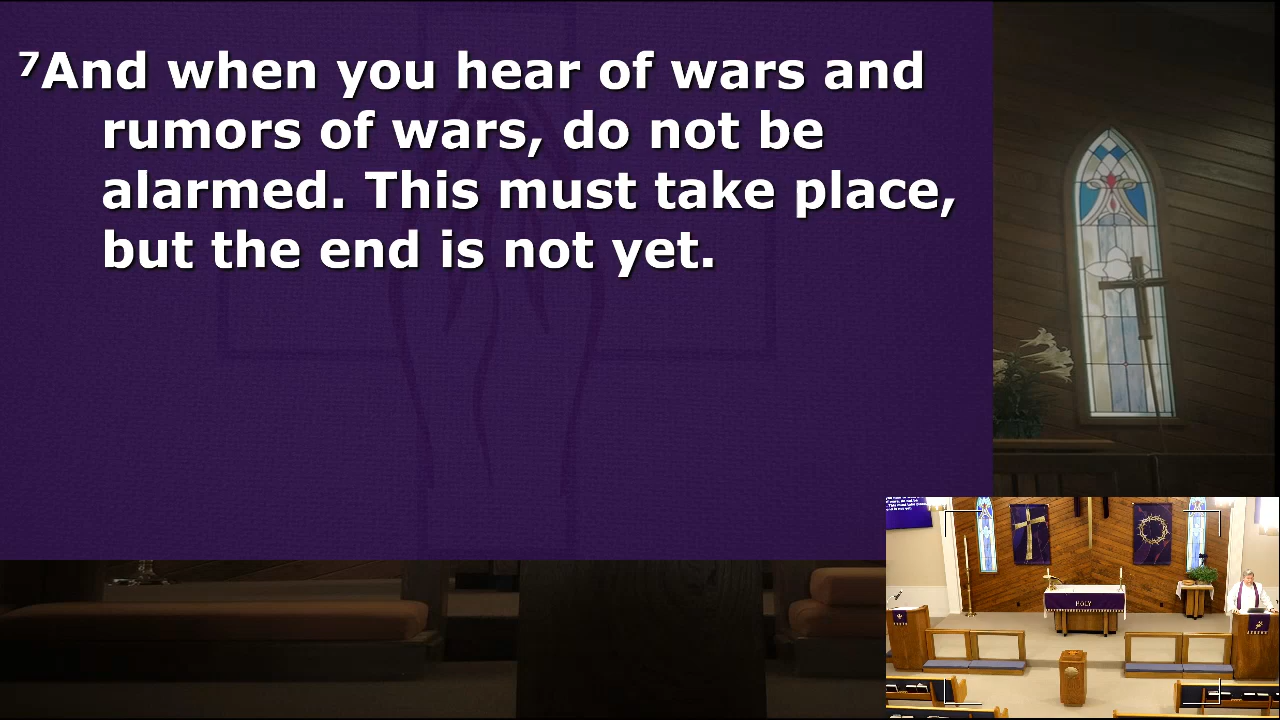 ⁷And when you hear of wars and
rumors of wars, do not be
alarmed. This must take place,
but the end is not yet.
HOLY